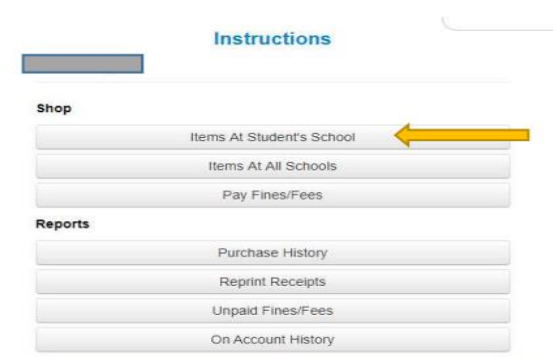 Instructions
Shop
Items At Student's School
Items At All Schools
Pay Fines/Fees
Reports
Purchase History
Reprint Receipts
Unpaid Fines/Fees
On Account History